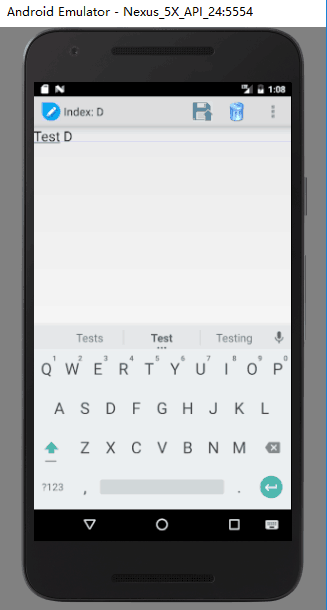 Android Emulator - Nexus_5X_API_24:5554
1:08
Index: D
Test D
Tests Test Testing
1 2 3 4 5 6 7 8 9 0
Q W E R T Y U I O P
A S D F G H J K L
Z X C V B N M
?123 , .